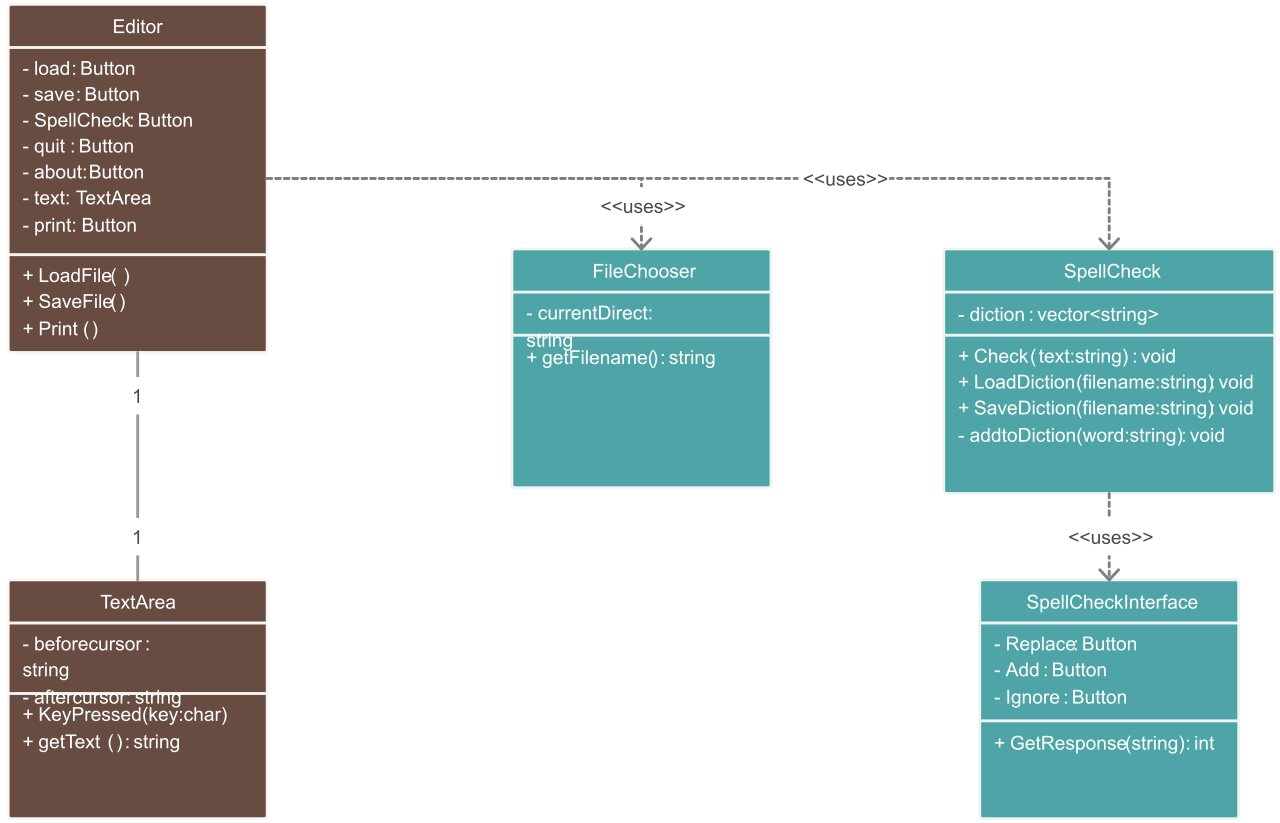 Editor
- load: Button
- save: Button
- SpellCheck: Button
- quit : Button
- about:Button
- text: TextArea
- print: Button
+ LoadFile( )
+ SaveFile()
+ Print ()
1
1
TextArea
- beforecursor :
string
- aftercursor: string
+ KeyPressed(key:char)
+ getText (): string
<<uses>>
<<uses>>
FileChooser
- currentDirect:
string
+ getFilename(): string
SpellCheck
- diction : vector<string>
+ Check(text:string) : void
+ LoadDiction(filename:string): void
+ SaveDiction(filename:string): void
- addtoDiction(word:string): void
<<uses>>
SpellCheckInterface
- Replace: Button
- Add : Button
- Ignore : Button
+ GetResponse(string): int